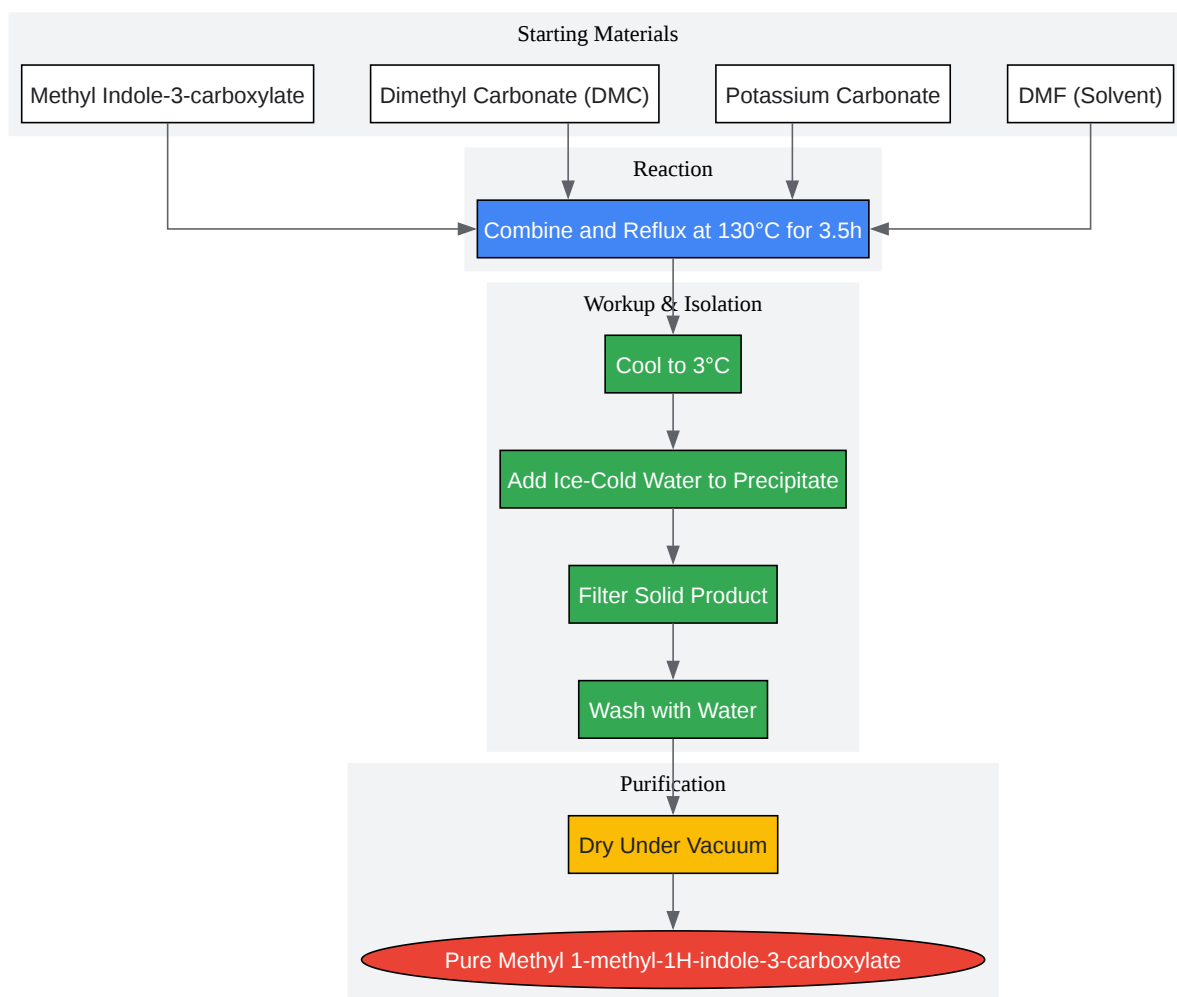 Starting Materials
Methyl Indole-3-carboxylate
Dimethyl Carbonate (DMC)
Potassium Carbonate
DMF (Solvent)
Reaction
Combine and Reflux at 130°C for 3.5h
Workup & Isolation
Cool to 3°C
Add Ice-Cold Water to Precipitate
Filter Solid Product
Wash with Water
Purification
Dry Under Vacuum
Pure Methyl 1-methyl-1H-indole-3-carboxylate